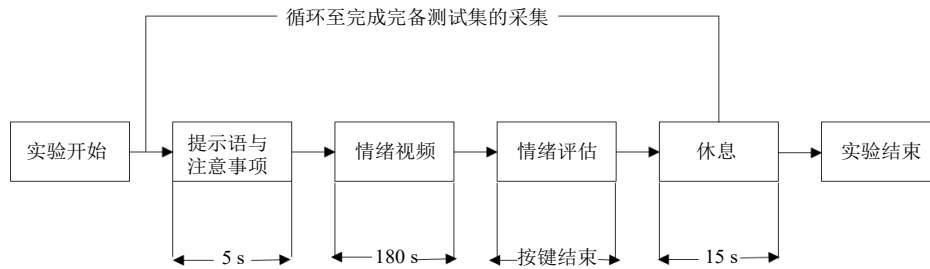 循环至完成完备测试集的采集
实验开始
提示语与
注意事项
情绪视频
情绪评估
休息
实验结束
5 s
180 s
按键结束
15 s